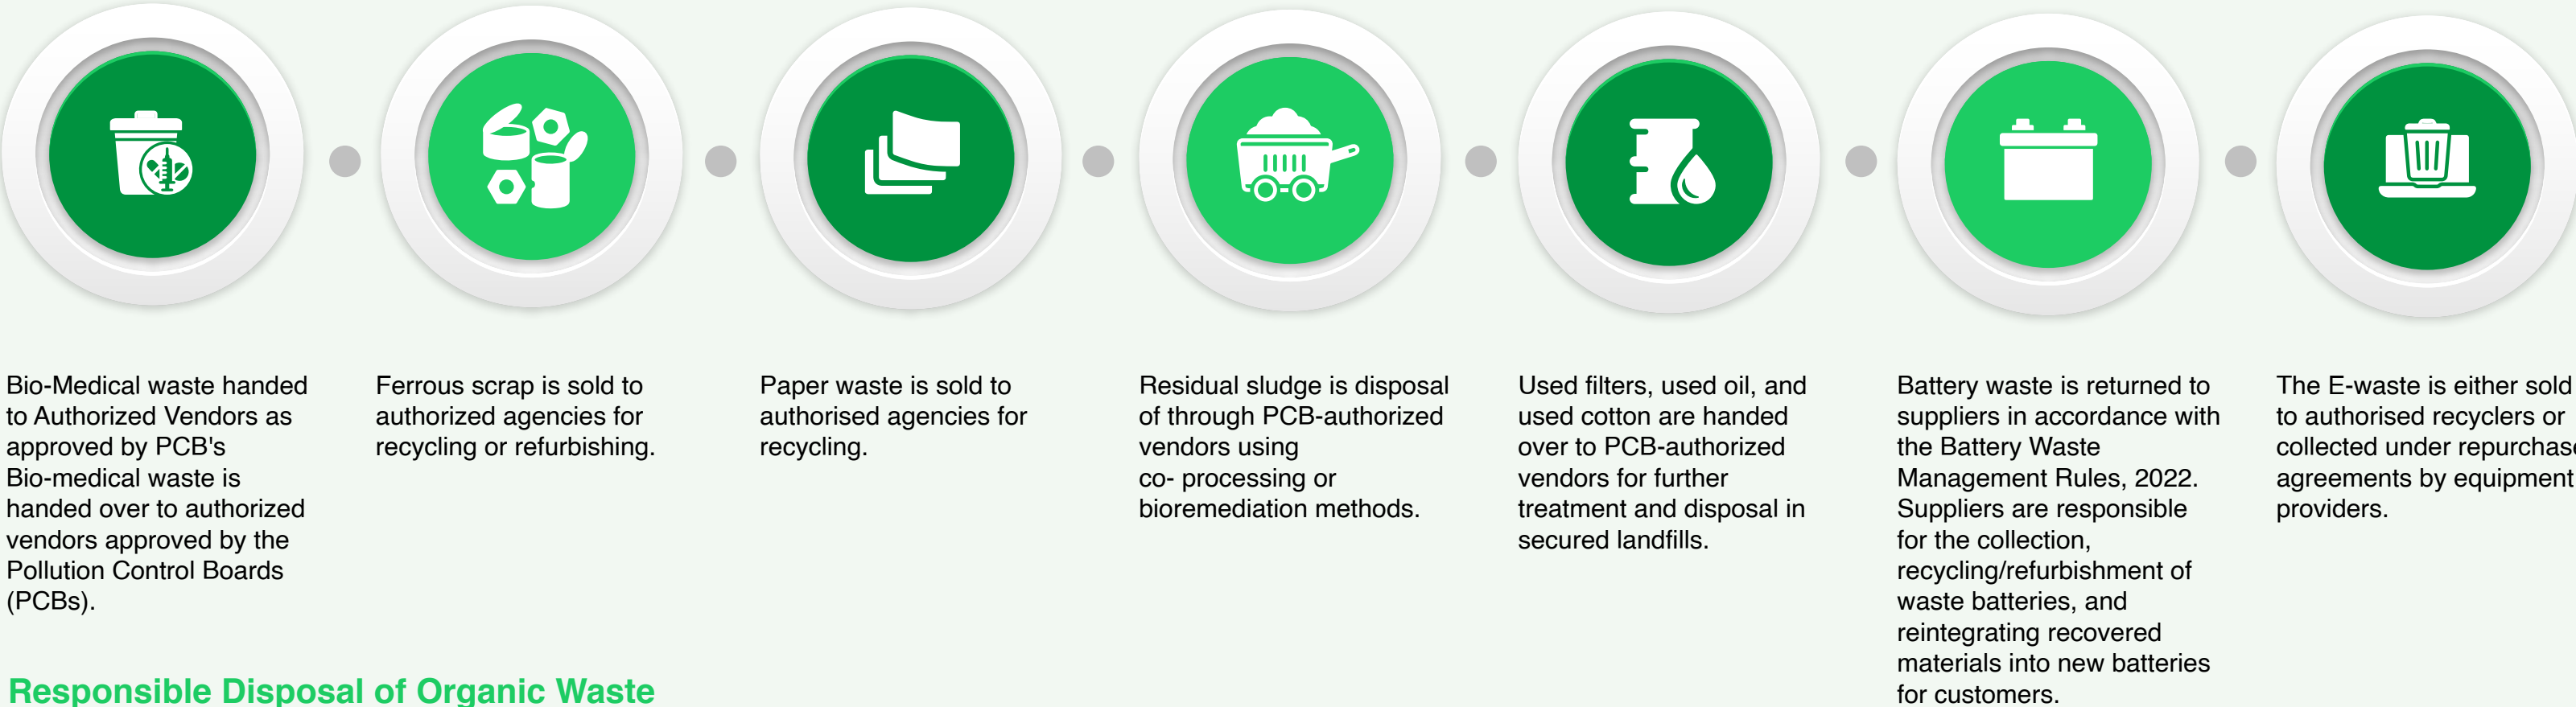 Bio-Medical waste handed
to Authorized Vendors as
approved by PCB's
Bio-medical waste is
handed over to authorized
vendors approved by the
Pollution Control Boards
(PCBs).
Ferrous scrap is sold to
authorized agencies for
recycling or refurbishing.
Paper waste is sold to
authorised agencies for
recycling.
Residual sludge is disposal
of through PCB-authorized
vendors using
co- processing or
bioremediation methods.
Used filters, used oil, and
used cotton are handed
over to PCB-authorized
vendors for further
treatment and disposal in
secured landfills.
Battery waste is returned to
suppliers in accordance with
the Battery Waste
Management Rules, 2022.
Suppliers are responsible
for the collection,
recycling/refurbishment of
waste batteries, and
reintegrating recovered
materials into new batteries
for customers.
The E-waste is either sold
to authorised recyclers or
collected under repurchase
agreements by equipment
providers.
Responsible Disposal of Organic Waste